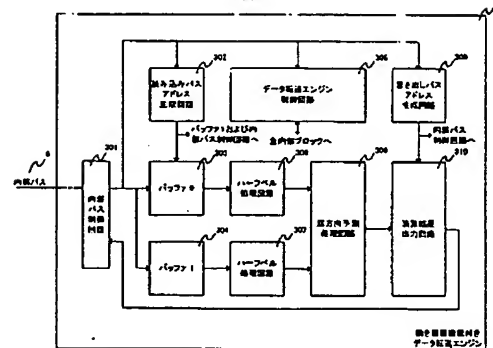 302
読み込みバス
アドレス
生成回路
305
データ転送エンジン
制御回路
309
書き出しバス
アドレス
生成回路
バッファ1および内
部バス制御回路へ
全内部ブロックへ
内部バス
制御回路へ
内部バス
301
内部
バス
制御
回路
303
バッファ0
ハーフペル
処理回路
双方向予測
処理回路
310
演算結果
出力回路
304
バッファ1
307
ハーフペル
処理回路
データ転送エンジン